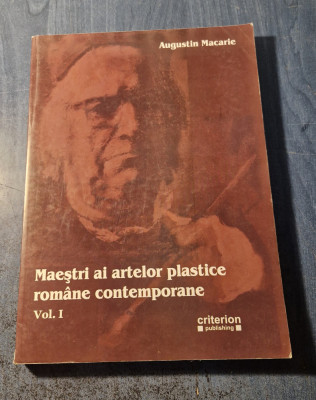 Augustin Macarie
Maeştri ai artelor plastice
române contemporane
Vol. I
criterion
publishing